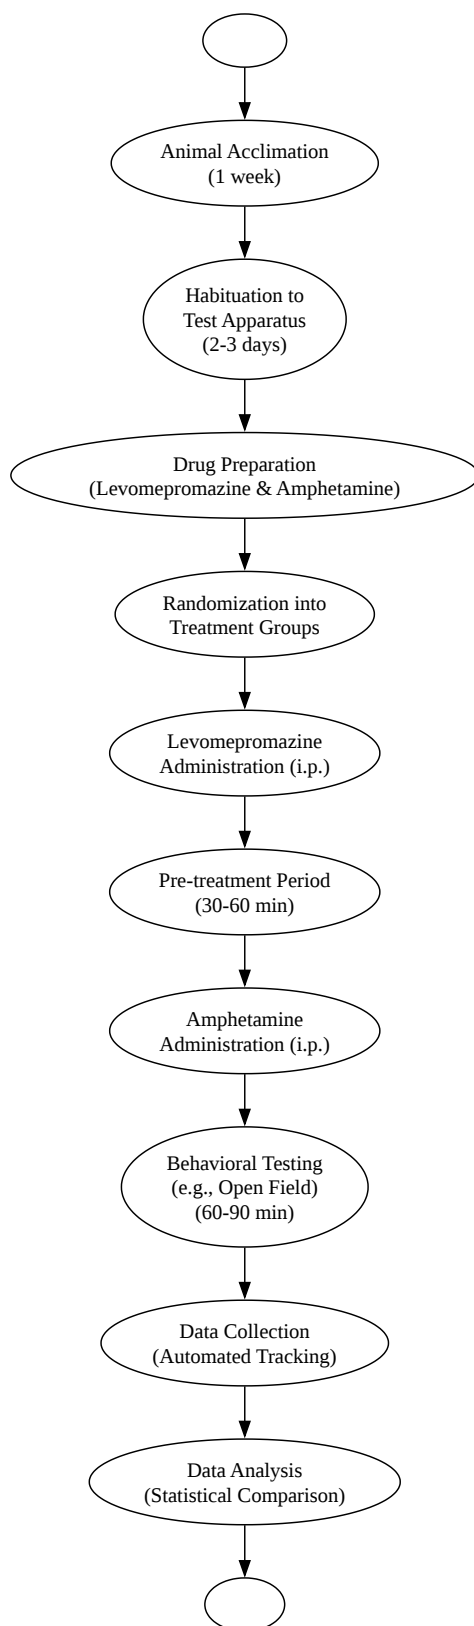 Animal Acclimation
(1 week)
Habituation to
Test Apparatus
(2-3 days)
Drug Preparation
(Levomepromazine & Amphetamine)
Randomization into
Treatment Groups
Levomepromazine
Administration (i.p.)
Pre-treatment Period
(30-60 min)
Amphetamine
Administration (i.p.)
Behavioral Testing
(e.g., Open Field)
(60-90 min)
Data Collection
(Automated Tracking)
Data Analysis
(Statistical Comparison)